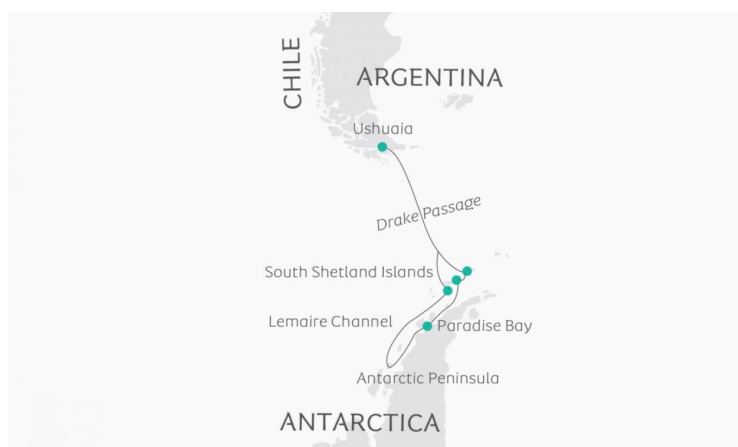 CHILE
ARGENTINA
Ushuaia
Drake Passage
South Shetland Islands
Lemaire Channel
Paradise Bay
Antarctic Peninsula
ANTARCTICA